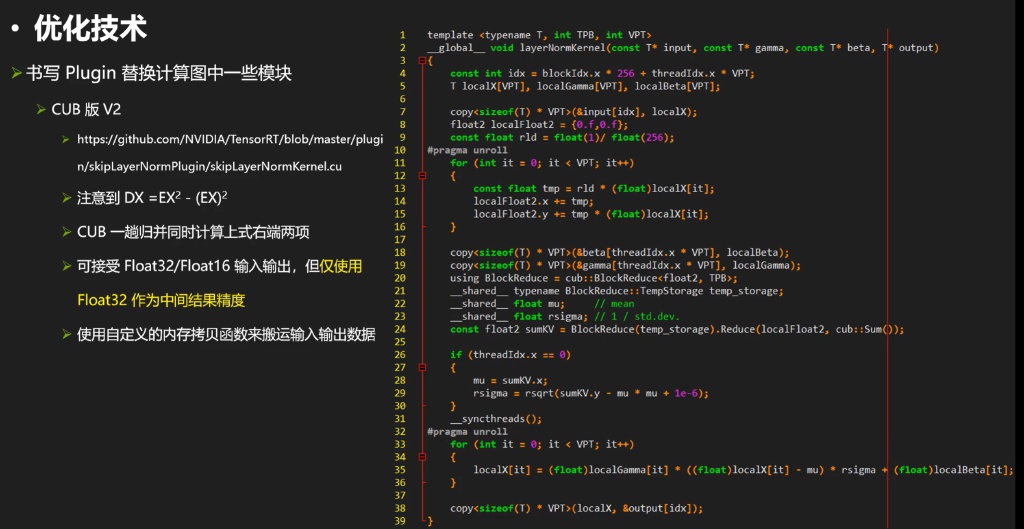 • 优化技术
书写 Plugin 替换计算图中一些模块
CUB 版 V2
https://github.com/NVIDIA/TensorRT/blob/master/plugi
n/skipLayerNormPlugin/skipLayerNormKernel.cu
注意到 DX =EX² - (EX)²
CUB 一趟归并同时计算上式右端两项
可接受 Float32/Float16 输入输出，但仅使用
Float32 作为中间结果精度
使用自定义的内存拷贝函数来搬运输入输出数据
1 template <typename T, int TPB, int VPT>
2 __global__ void layerNormKernel(const T* input, const T* gamma, const T* beta, T* output)
3 {
4     const int idx = blockIdx.x * 256 + threadIdx.x * VPT;
5     T localX[VPT], localGamma[VPT], localBeta[VPT];
6
7     copy<sizeof(T) * VPT>(&input[idx], localX);
8     float2 localFloat2 = {0.f,0.f};
9     const float rld = float(1)/ float(256);
10 #pragma unroll
11     for (int it = 0; it < VPT; it++)
12     {
13         const float tmp = rld * (float)localX[it];
14         localFloat2.x += tmp;
15         localFloat2.y += tmp * (float)localX[it];
16     }
17
18     copy<sizeof(T) * VPT>(&beta[threadIdx.x * VPT], localBeta);
19     copy<sizeof(T) * VPT>(&gamma[threadIdx.x * VPT], localGamma);
20     using BlockReduce = cub::BlockReduce<float2, TPB>;
21     __shared__ typename BlockReduce::TempStorage temp_storage;
22     __shared__ float mu;     // mean
23     __shared__ float rsigma; // 1 / std.dev.
24     const float2 sumKV = BlockReduce(temp_storage).Reduce(localFloat2, cub::Sum());
25
26     if (threadIdx.x == 0)
27     {
28         mu = sumKV.x;
29         rsigma = rsqrt(sumKV.y - mu * mu + 1e-6);
30     }
31     __syncthreads();
32 #pragma unroll
33     for (int it = 0; it < VPT; it++)
34     {
35         localX[it] = (float)localGamma[it] * ((float)localX[it] - mu) * rsigma + (float)localBeta[it];
36     }
37
38     copy<sizeof(T) * VPT>(localX, &output[idx]);
39 }